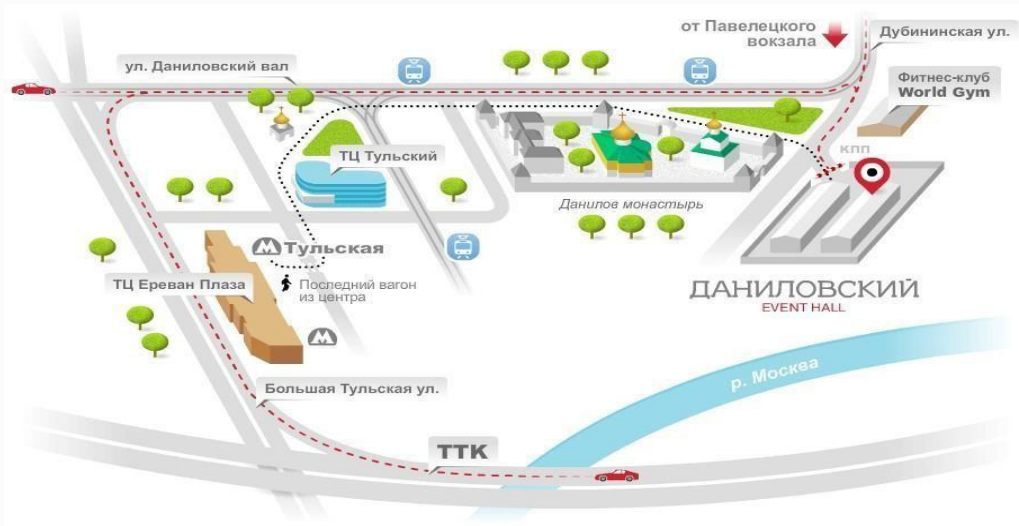 от Павелецкого
вокзала
Дубининская ул.
ул. Даниловский вал
Фитнес-клуб
World Gym
ТЦ Тульский
КПП
Данилов монастырь
Тульская
ТЦ Ереван Плаза
Последний вагон
из центра
ДАНИЛОВСКИЙ
EVENT HALL
р. Москва
Большая Тульская ул.
ТТК